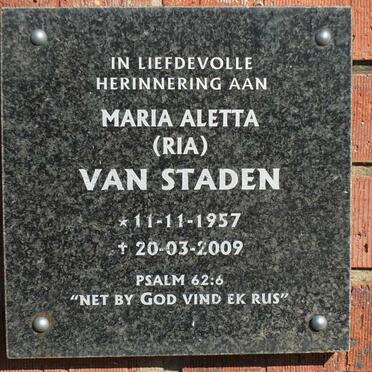 IN LIEFDEVOLLE
HERINNERING AAN
MARIA ALETTA
(RIA)
VAN STADEN
* 11-11-1957
✝ 20-03-2009
PSALM 62:6
"NET BY GOD VIND EK RUS"